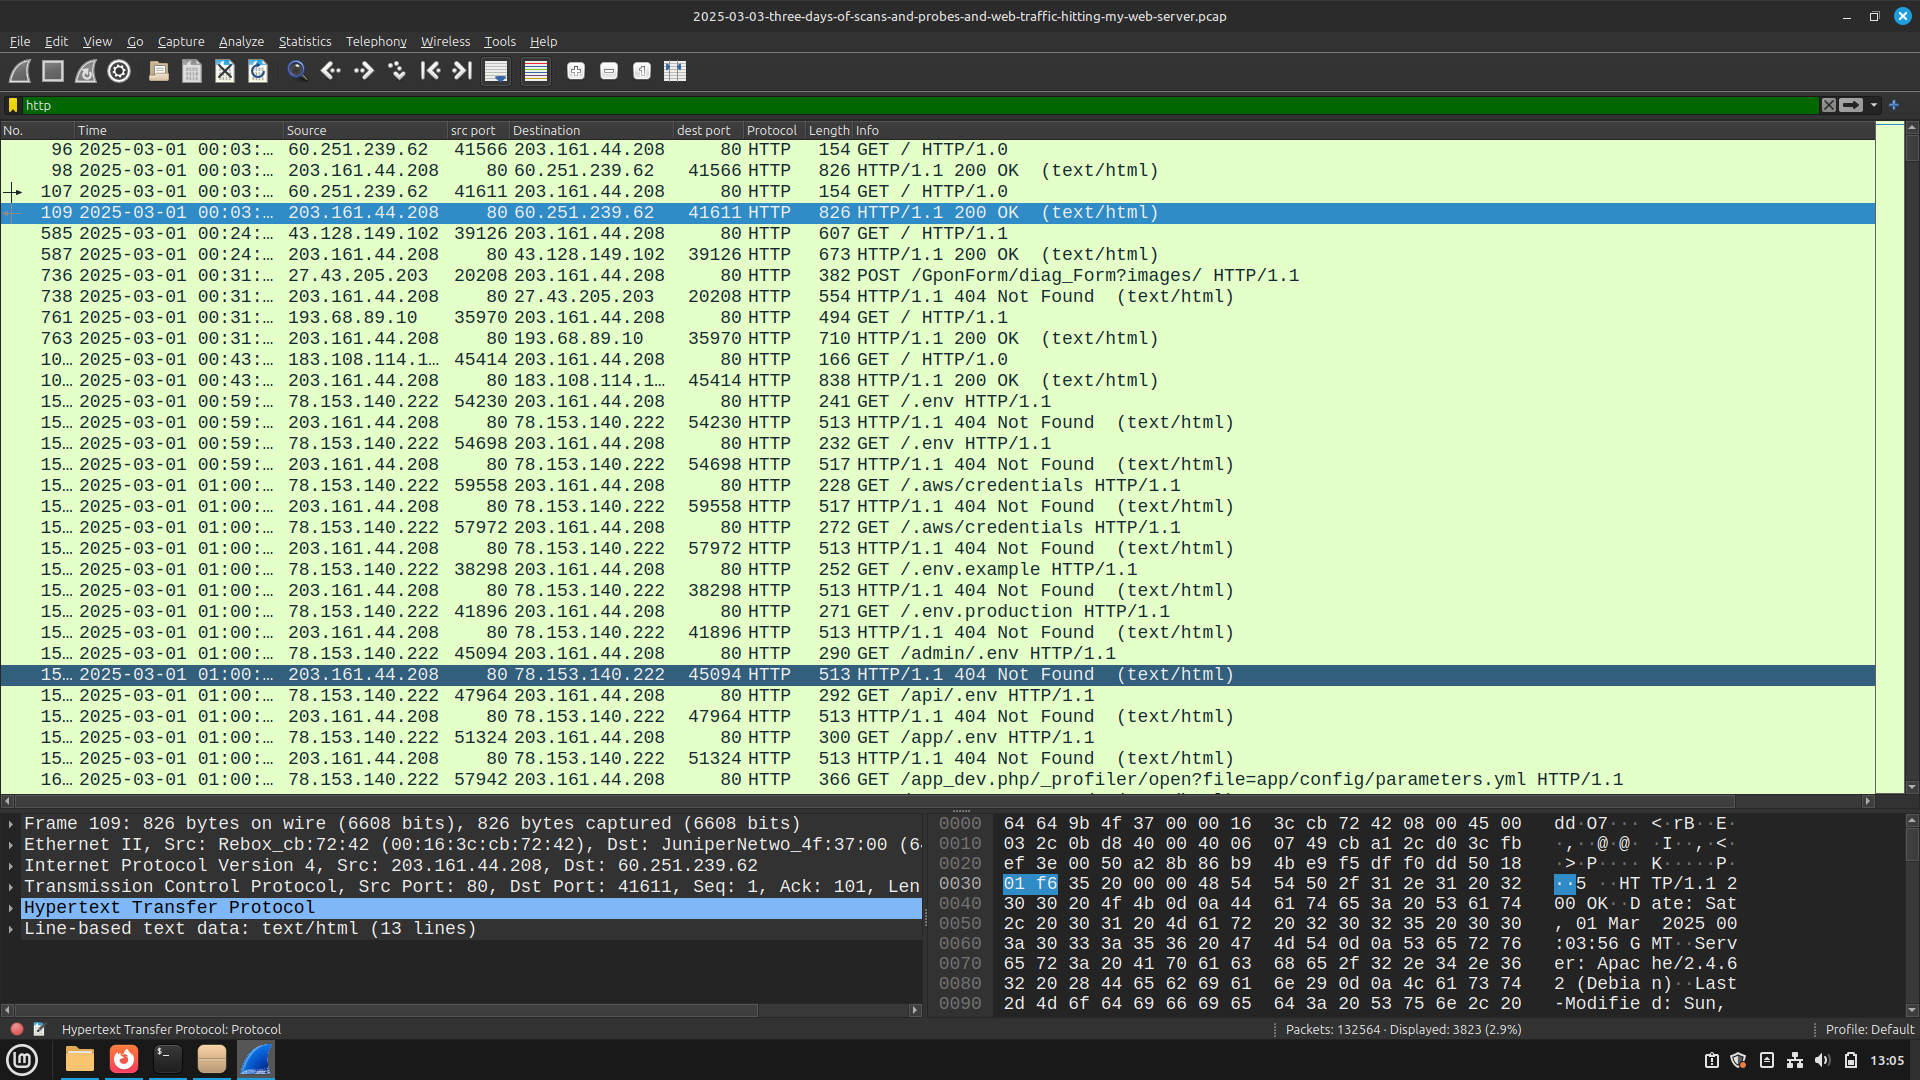 2025-03-03-three-days-of-scans-and-probes-and-web-traffic-hitting-my-web-server.pcap
File Edit View Go Capture Analyze Statistics Telephony Wireless Tools Help
http
No. Time Source src port Destination dest port Protocol Length Info
96 2025-03-01 00:03:… 60.251.239.62 41566 203.161.44.208 80 HTTP 154 GET / HTTP/1.0
98 2025-03-01 00:03:… 203.161.44.208 80 60.251.239.62 41566 HTTP 826 HTTP/1.1 200 OK (text/html)
107 2025-03-01 00:03:… 60.251.239.62 41611 203.161.44.208 80 HTTP 154 GET / HTTP/1.0
109 2025-03-01 00:03:… 203.161.44.208 80 60.251.239.62 41611 HTTP 826 HTTP/1.1 200 OK (text/html)
585 2025-03-01 00:24:… 43.128.149.102 39126 203.161.44.208 80 HTTP 607 GET / HTTP/1.1
587 2025-03-01 00:24:… 203.161.44.208 80 43.128.149.102 39126 HTTP 673 HTTP/1.1 200 OK (text/html)
736 2025-03-01 00:31:… 27.43.205.203 20208 203.161.44.208 80 HTTP 382 POST /GponForm/diag_Form?images/ HTTP/1.1
738 2025-03-01 00:31:… 203.161.44.208 80 27.43.205.203 20208 HTTP 554 HTTP/1.1 404 Not Found (text/html)
761 2025-03-01 00:31:… 193.68.89.10 35970 203.161.44.208 80 HTTP 494 GET / HTTP/1.1
763 2025-03-01 00:31:… 203.161.44.208 80 193.68.89.10 35970 HTTP 710 HTTP/1.1 200 OK (text/html)
10… 2025-03-01 00:43:… 183.108.114.1… 45414 203.161.44.208 80 HTTP 166 GET / HTTP/1.0
10… 2025-03-01 00:43:… 203.161.44.208 80 183.108.114.1… 45414 HTTP 838 HTTP/1.1 200 OK (text/html)
15… 2025-03-01 00:59:… 78.153.140.222 54230 203.161.44.208 80 HTTP 241 GET /.env HTTP/1.1
15… 2025-03-01 00:59:… 203.161.44.208 80 78.153.140.222 54230 HTTP 513 HTTP/1.1 404 Not Found (text/html)
15… 2025-03-01 00:59:… 78.153.140.222 54698 203.161.44.208 80 HTTP 232 GET /.env HTTP/1.1
15… 2025-03-01 00:59:… 203.161.44.208 80 78.153.140.222 54698 HTTP 517 HTTP/1.1 404 Not Found (text/html)
15… 2025-03-01 01:00:… 78.153.140.222 59558 203.161.44.208 80 HTTP 228 GET /.aws/credentials HTTP/1.1
15… 2025-03-01 01:00:… 203.161.44.208 80 78.153.140.222 59558 HTTP 517 HTTP/1.1 404 Not Found (text/html)
15… 2025-03-01 01:00:… 78.153.140.222 57972 203.161.44.208 80 HTTP 272 GET /.aws/credentials HTTP/1.1
15… 2025-03-01 01:00:… 203.161.44.208 80 78.153.140.222 57972 HTTP 513 HTTP/1.1 404 Not Found (text/html)
15… 2025-03-01 01:00:… 78.153.140.222 38298 203.161.44.208 80 HTTP 252 GET /.env.example HTTP/1.1
15… 2025-03-01 01:00:… 203.161.44.208 80 78.153.140.222 38298 HTTP 513 HTTP/1.1 404 Not Found (text/html)
15… 2025-03-01 01:00:… 78.153.140.222 41896 203.161.44.208 80 HTTP 271 GET /.env.production HTTP/1.1
15… 2025-03-01 01:00:… 203.161.44.208 80 78.153.140.222 41896 HTTP 513 HTTP/1.1 404 Not Found (text/html)
15… 2025-03-01 01:00:… 78.153.140.222 45094 203.161.44.208 80 HTTP 290 GET /admin/.env HTTP/1.1
15… 2025-03-01 01:00:… 203.161.44.208 80 78.153.140.222 45094 HTTP 513 HTTP/1.1 404 Not Found (text/html)
15… 2025-03-01 01:00:… 78.153.140.222 47964 203.161.44.208 80 HTTP 292 GET /api/.env HTTP/1.1
15… 2025-03-01 01:00:… 203.161.44.208 80 78.153.140.222 47964 HTTP 513 HTTP/1.1 404 Not Found (text/html)
15… 2025-03-01 01:00:… 78.153.140.222 51324 203.161.44.208 80 HTTP 300 GET /app/.env HTTP/1.1
15… 2025-03-01 01:00:… 203.161.44.208 80 78.153.140.222 51324 HTTP 513 HTTP/1.1 404 Not Found (text/html)
16… 2025-03-01 01:00:… 78.153.140.222 57942 203.161.44.208 80 HTTP 366 GET /app_dev.php/_profiler/open?file=app/config/parameters.yml HTTP/1.1
Frame 109: 826 bytes on wire (6608 bits), 826 bytes captured (6608 bits)
Ethernet II, Src: Rebox_cb:72:42 (00:16:3c:cb:72:42), Dst: JuniperNetwo_4f:37:00 (64
Internet Protocol Version 4, Src: 203.161.44.208, Dst: 60.251.239.62
Transmission Control Protocol, Src Port: 80, Dst Port: 41611, Seq: 1, Ack: 101, Len
Hypertext Transfer Protocol
Line-based text data: text/html (13 lines)
0000 64 64 9b 4f 37 00 00 16 3c cb 72 42 08 00 45 00 dd·O7··· <·rB··E·
0010 03 2c 0b d8 40 00 40 06 07 49 cb a1 2c d0 3c fb ·,··@·@· ·I··,·<·
0020 ef 3e 00 50 a2 8b 86 b9 4b e9 f5 df f0 dd 50 18 ·>·P···· K·····P·
0030 01 f6 35 20 00 00 48 54 54 50 2f 31 2e 31 20 32 ··5 ··HT TP/1.1 2
0040 30 30 20 4f 4b 0d 0a 44 61 74 65 3a 20 53 61 74 00 OK··D ate: Sat
0050 2c 20 30 31 20 4d 61 72 20 32 30 32 35 20 30 30 , 01 Mar 2025 00
0060 3a 30 33 3a 35 36 20 47 4d 54 0d 0a 53 65 72 76 :03:56 G MT··Serv
0070 65 72 3a 20 41 70 61 63 68 65 2f 32 2e 34 2e 36 er: Apac he/2.4.6
0080 32 20 28 44 65 62 69 61 6e 29 0d 0a 4c 61 73 74 2 (Debia n)··Last
0090 2d 4d 6f 64 69 66 69 65 64 3a 20 53 75 6e 2c 20 -Modifie d: Sun,
Hypertext Transfer Protocol: Protocol
Packets: 132564 · Displayed: 3823 (2.9%)
Profile: Default
13:05